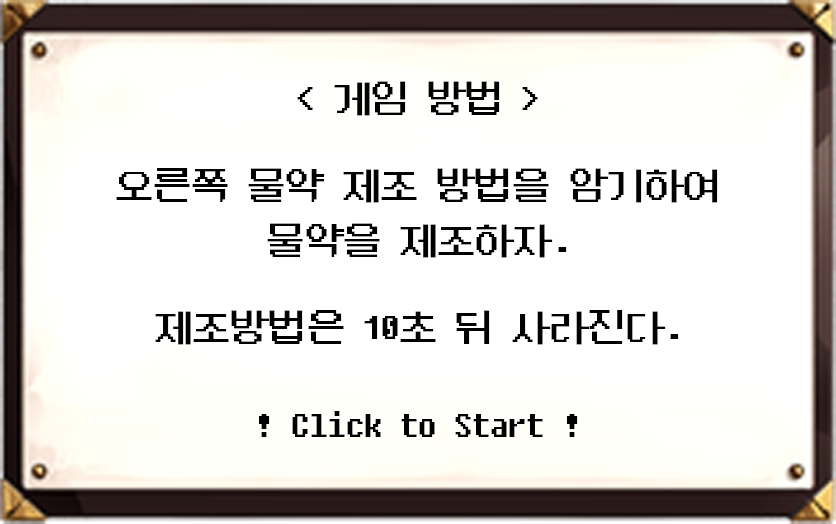 < 게임 방법 >
오른쪽 물약 제조 방법을 암기하여
물약을 제조하자.
제조방법은 10초 뒤 사라진다.
! Click to Start !